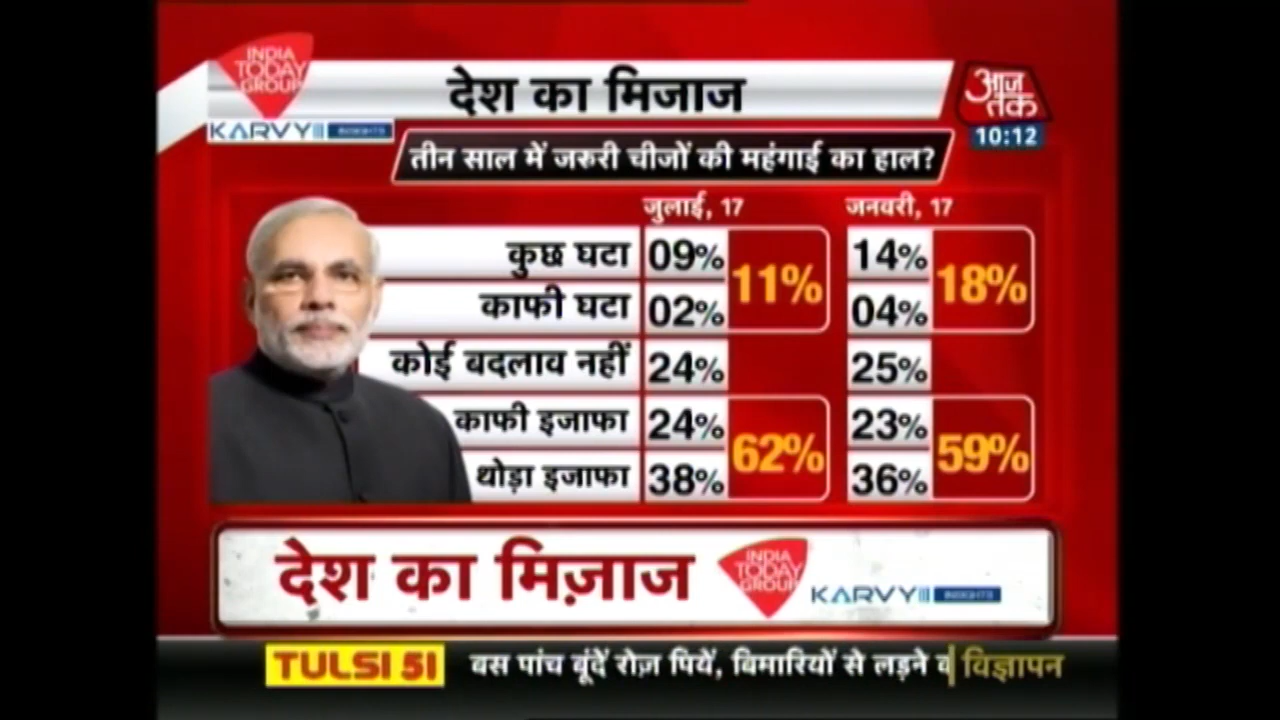 INDIA
TODAY
GROUP
देश का मिजाज
आज
तक
KARVY INSIGHTS
10:12
तीन साल में जरुरी चीजों की महंगाई का हाल?
जुलाई, 17 जनवरी, 17
कुछ घटा 09% 14%
11% 18%
काफी घटा 02% 04%
कोई बदलाव नहीं 24% 25%
काफी इजाफा 24% 23%
62% 59%
थोड़ा इजाफा 38% 36%
देश का मिज़ाज
INDIA
TODAY
GROUP
KARVY INSIGHTS
TULSI 51 बस पांच बूंदें रोज़ पियें, बिमारियों से लड़ने विज्ञापन